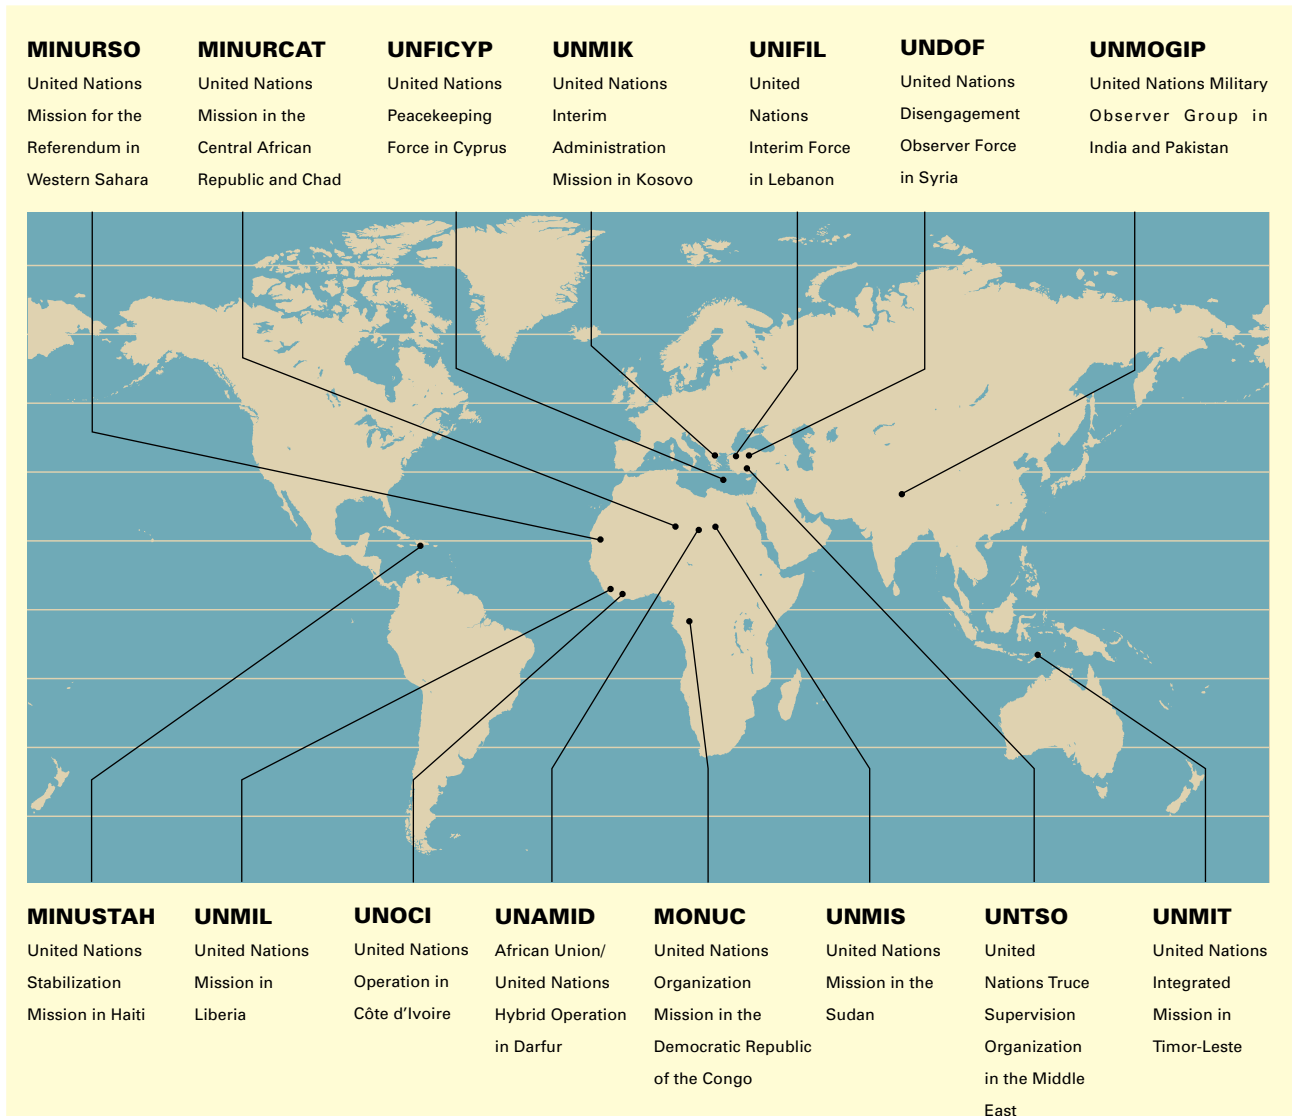 MINURSO
United Nations
Mission for the
Referendum in
Western Sahara
MINURCAT
United Nations
Mission in the
Central African
Republic and Chad
UNFICYP
United Nations
Peacekeeping
Force in Cyprus
UNMIK
United Nations
Interim
Administration
Mission in Kosovo
UNIFIL
United
Nations
Interim Force
in Lebanon
UNDOF
United Nations
Disengagement
Observer Force
in Syria
UNMOGIP
United Nations Military
Observer Group in
India and Pakistan
MINUSTAH
United Nations
Stabilization
Mission in Haiti
UNMIL
United Nations
Mission in
Liberia
UNOCI
United Nations
Operation in
Côte d’Ivoire
UNAMID
African Union/
United Nations
Hybrid Operation
in Darfur
MONUC
United Nations
Organization
Mission in the
Democratic Republic
of the Congo
UNMIS
United Nations
Mission in the
Sudan
UNTSO
United
Nations Truce
Supervision
Organization
in the Middle
East
UNMIT
United Nations
Integrated
Mission in
Timor-Leste